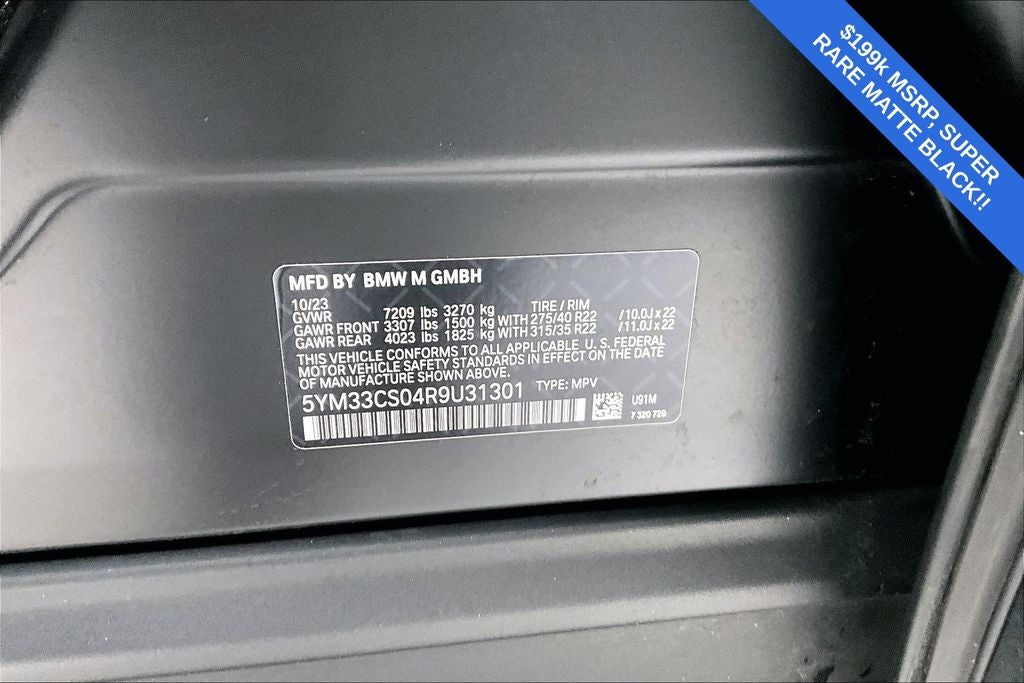 $199k MSRP, SUPER
RARE MATTE BLACK!!
MFD BY BMW M GMBH
10/23 TIRE / RIM
GVWR 7209 lbs 3270 kg
GAWR FRONT 3307 lbs 1500 kg WITH 275/40 R22 / 10.0J x 22
GAWR REAR 4023 lbs 1825 kg WITH 315/35 R22 / 11.0J x 22
THIS VEHICLE CONFORMS TO ALL APPLICABLE U. S. FEDERAL
MOTOR VEHICLE SAFETY STANDARDS IN EFFECT ON THE DATE
OF MANUFACTURE SHOWN ABOVE.
5YM33CS04R9U31301 TYPE: MPV
U91M
7 320 729